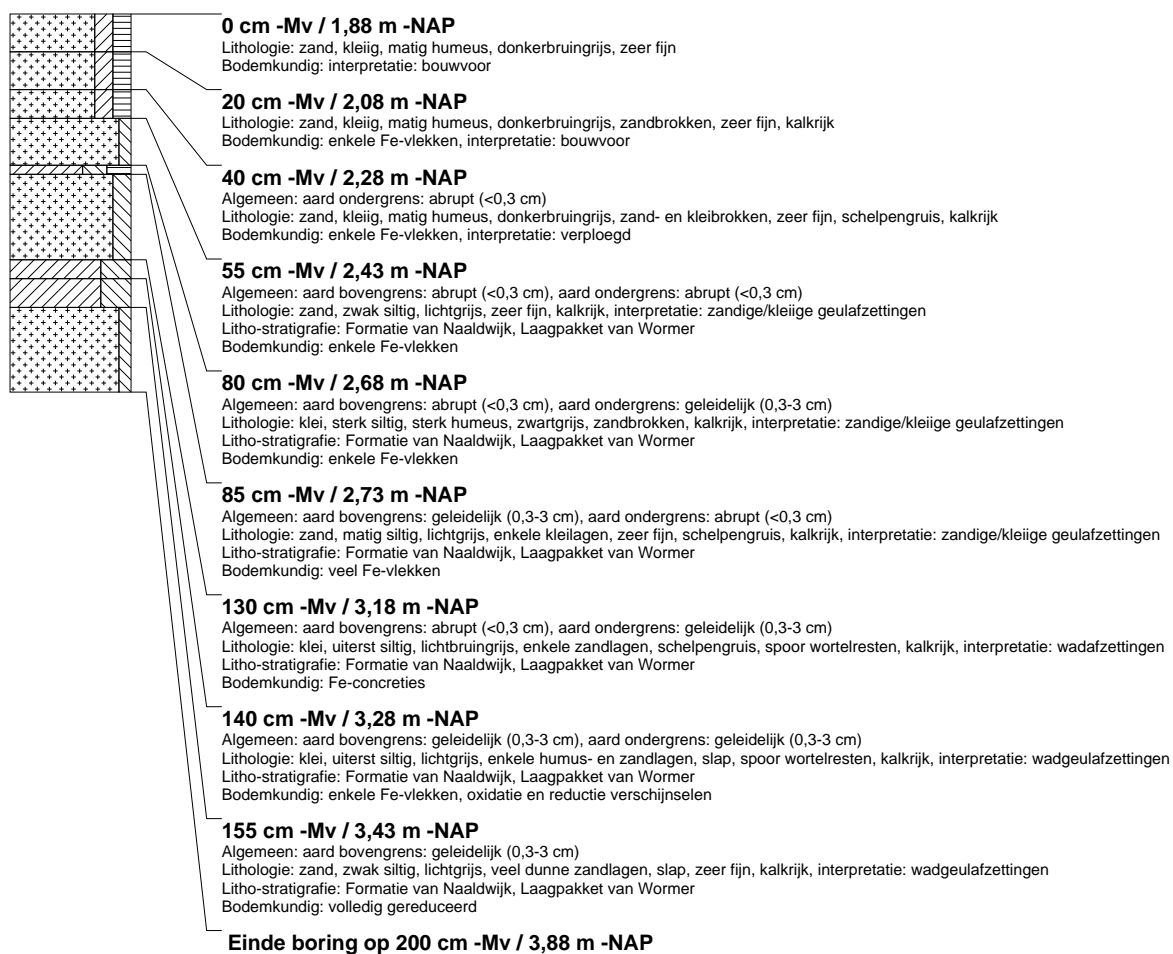 0 cm -Mv / 1,88 m -NAP
Lithologie: zand, kleiig, matig humeus, donkerbruingrijs, zeer fijn
Bodemkundig: interpretatie: bouwvoor
20 cm -Mv / 2,08 m -NAP
Lithologie: zand, kleiig, matig humeus, donkerbruingrijs, zandbrokken, zeer fijn, kalkrijk
Bodemkundig: enkele Fe-vlekken, interpretatie: bouwvoor
40 cm -Mv / 2,28 m -NAP
Algemeen: aard ondergrens: abrupt (<0,3 cm)
Lithologie: zand, kleiig, matig humeus, donkerbruingrijs, zand- en kleibrokken, zeer fijn, schelpengruis, kalkrijk
Bodemkundig: enkele Fe-vlekken, interpretatie: verploegd
55 cm -Mv / 2,43 m -NAP
Algemeen: aard bovengrens: abrupt (<0,3 cm), aard ondergrens: abrupt (<0,3 cm)
Lithologie: zand, zwak siltig, lichtgrijs, zeer fijn, kalkrijk, interpretatie: zandige/kleiige geulafzettingen
Litho-stratigrafie: Formatie van Naaldwijk, Laagpakket van Wormer
Bodemkundig: enkele Fe-vlekken
80 cm -Mv / 2,68 m -NAP
Algemeen: aard bovengrens: abrupt (<0,3 cm), aard ondergrens: geleidelijk (0,3-3 cm)
Lithologie: klei, sterk siltig, sterk humeus, zwartgrijs, zandbrokken, kalkrijk, interpretatie: zandige/kleiige geulafzettingen
Litho-stratigrafie: Formatie van Naaldwijk, Laagpakket van Wormer
Bodemkundig: enkele Fe-vlekken
85 cm -Mv / 2,73 m -NAP
Algemeen: aard bovengrens: geleidelijk (0,3-3 cm), aard ondergrens: abrupt (<0,3 cm)
Lithologie: zand, matig siltig, lichtgrijs, enkele kleilagen, zeer fijn, schelpengruis, kalkrijk, interpretatie: zandige/kleiige geulafzettingen
Litho-stratigrafie: Formatie van Naaldwijk, Laagpakket van Wormer
Bodemkundig: veel Fe-vlekken
130 cm -Mv / 3,18 m -NAP
Algemeen: aard bovengrens: abrupt (<0,3 cm), aard ondergrens: geleidelijk (0,3-3 cm)
Lithologie: klei, uiterst siltig, lichtbruingrijs, enkele zandlagen, schelpengruis, spoor wortelresten, kalkrijk, interpretatie: wadafzettingen
Litho-stratigrafie: Formatie van Naaldwijk, Laagpakket van Wormer
Bodemkundig: Fe-concreties
140 cm -Mv / 3,28 m -NAP
Algemeen: aard bovengrens: geleidelijk (0,3-3 cm), aard ondergrens: geleidelijk (0,3-3 cm)
Lithologie: klei, uiterst siltig, lichtgrijs, enkele humus- en zandlagen, slap, spoor wortelresten, kalkrijk, interpretatie: wadgeulafzettingen
Litho-stratigrafie: Formatie van Naaldwijk, Laagpakket van Wormer
Bodemkundig: enkele Fe-vlekken, oxidatie en reductie verschijnselen
155 cm -Mv / 3,43 m -NAP
Algemeen: aard bovengrens: geleidelijk (0,3-3 cm)
Lithologie: zand, zwak siltig, lichtgrijs, veel dunne zandlagen, slap, zeer fijn, kalkrijk, interpretatie: wadgeulafzettingen
Litho-stratigrafie: Formatie van Naaldwijk, Laagpakket van Wormer
Bodemkundig: volledig gereduceerd
Einde boring op 200 cm -Mv / 3,88 m -NAP